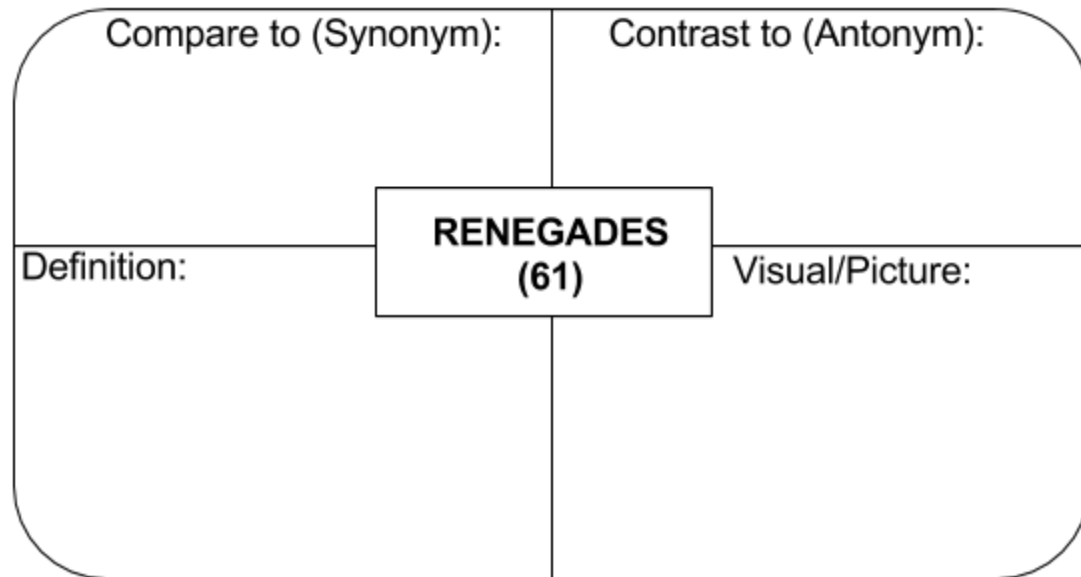 Compare to (Synonym):
Contrast to (Antonym):
RENEGADES
(61)
Definition:
Visual/Picture: